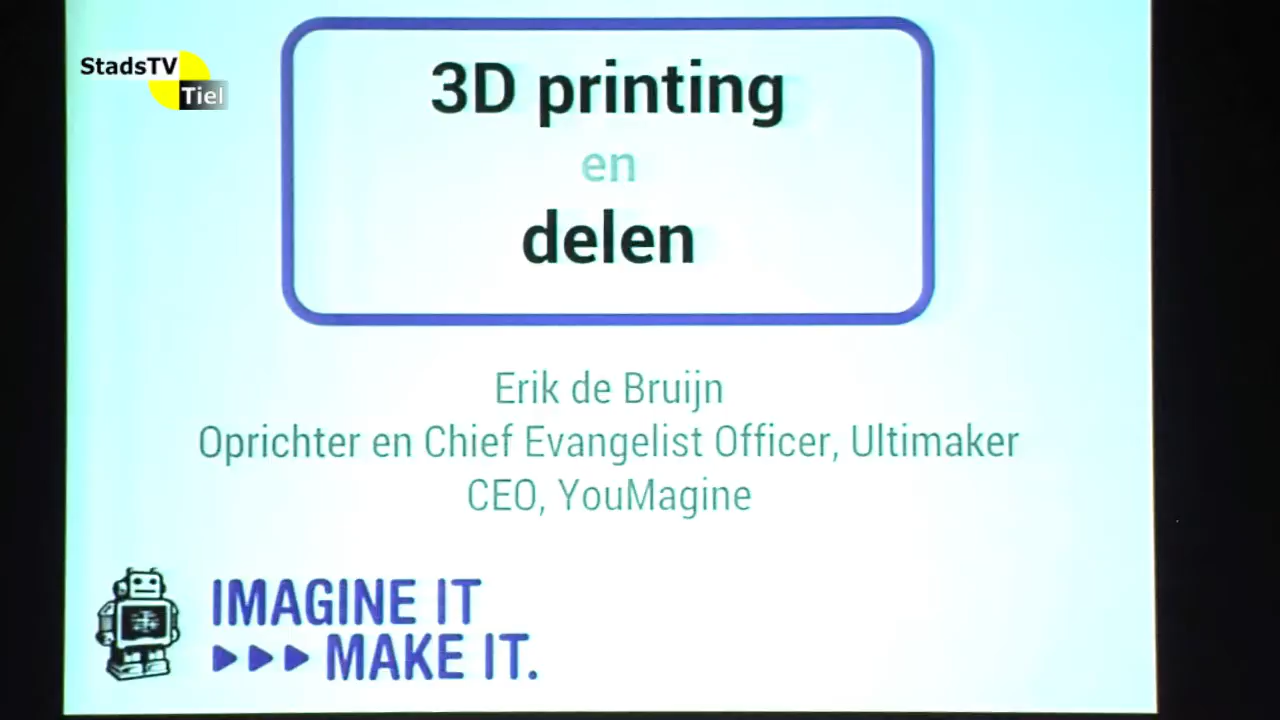 StadsTV
Tiel
3D printing
en
delen
Erik de Bruijn
Oprichter en Chief Evangelist Officer, Ultimaker
CEO, YouMagine
IMAGINE IT
MAKE IT.